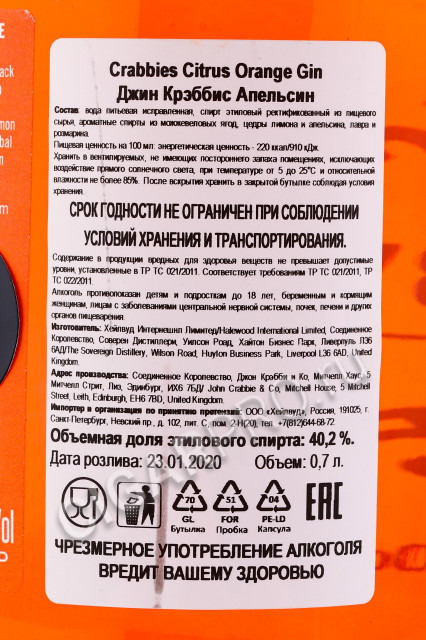 Crabbies Citrus Orange Gin
Джин Крэббис Апельсин
Состав: вода питьевая исправленная, спирт этиловый ректификованный из пищевого
сырья, ароматные спирты из можжевеловых ягод, цедры лимона и апельсина, лавра и
розмарина.
Пищевая ценность на 100 мл: энергетическая ценность - 220 ккал/910 кДж.
Хранить в вентилируемых, не имеющих постороннего запаха помещениях, исключающих
воздействие прямого солнечного света, при температуре от 5 до 25°С и относительной
влажности не более 85%. После вскрытия хранить в закрытой бутылке соблюдая условия
хранения.
СРОК ГОДНОСТИ НЕ ОГРАНИЧЕН ПРИ СОБЛЮДЕНИИ
УСЛОВИЙ ХРАНЕНИЯ И ТРАНСПОРТИРОВАНИЯ.
Содержание в продукции вредных для здоровья веществ не превышает допустимые
уровни, установленные в ТР ТС 021/2011. Соответствует требованиям ТР ТС 021/2011, ТР
ТС 022/2011.
Алкоголь противопоказан детям и подросткам до 18 лет, беременным и кормящим
женщинам, лицам с заболеваниями центральной нервной системы, почек, печени и других
органов пищеварения.
Изготовитель: Хейлвуд Интернешнл Лимитед/Halewood International Limited, Соединенное
Королевство, Соверен Дистиллери, Уилсон Роад, Хайтон Бизнес Парк, Ливерпуль Л36
6АД/The Sovereign Distillery, Wilson Road, Huyton Business Park, Liverpool L36 6AD, United
Kingdom.
Адрес производства: Соединенное Королевство, Джон Крэбби и Ко, Митчелл Хаус, 5
Митчелл Стрит, Лиз, Эдинбург, ИХ6 7БД/ John Crabbie & Co, Mitchell House, 5 Mitchell
Street, Leith, Edinburgh, EH6 7BD, United Kingdom.
Импортер и организация по принятию претензий: ООО «Хейлвуд», Россия, 191025, г.
Санкт-Петербург, Невский пр., д. 102, лит. С, пом. 2-Н(20), тел. +7(812)644-68-72
Объемная доля этилового спирта: 40,2 %.
Дата розлива: 23.01.2020 Объем: 0,7 л.
70 51 04
GL FOR PE-LD
Бутылка Пробка Капсула
EAC
ЧРЕЗМЕРНОЕ УПОТРЕБЛЕНИЕ АЛКОГОЛЯ
ВРЕДИТ ВАШЕМУ ЗДОРОВЬЮ